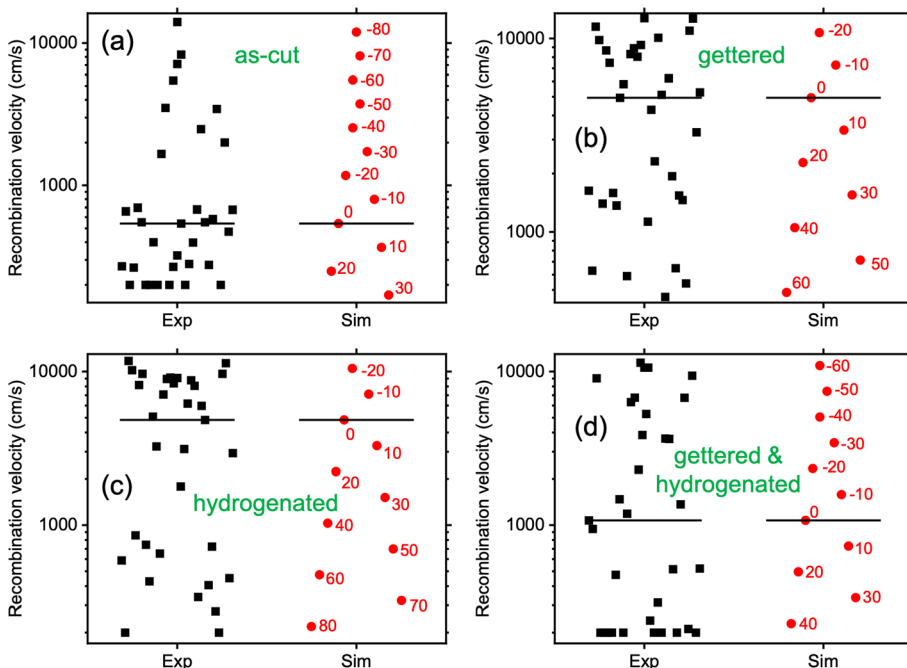 (a)
as-cut
Recombination velocity (cm/s)
10000
1000
-80
-70
-60
-50
-40
-30
-20
-10
0
10
20
30
Exp
Sim
(b)
gettered
Recombination velocity (cm/s)
10000
1000
-20
-10
0
10
20
30
40
50
60
Exp
Sim
(c)
hydrogenated
Recombination velocity (cm/s)
10000
1000
-20
-10
0
10
20
30
40
50
60
70
80
Exp
Sim
(d)
gettered &
hydrogenated
Recombination velocity (cm/s)
10000
1000
-60
-50
-40
-30
-20
-10
0
10
20
30
40
Exp
Sim